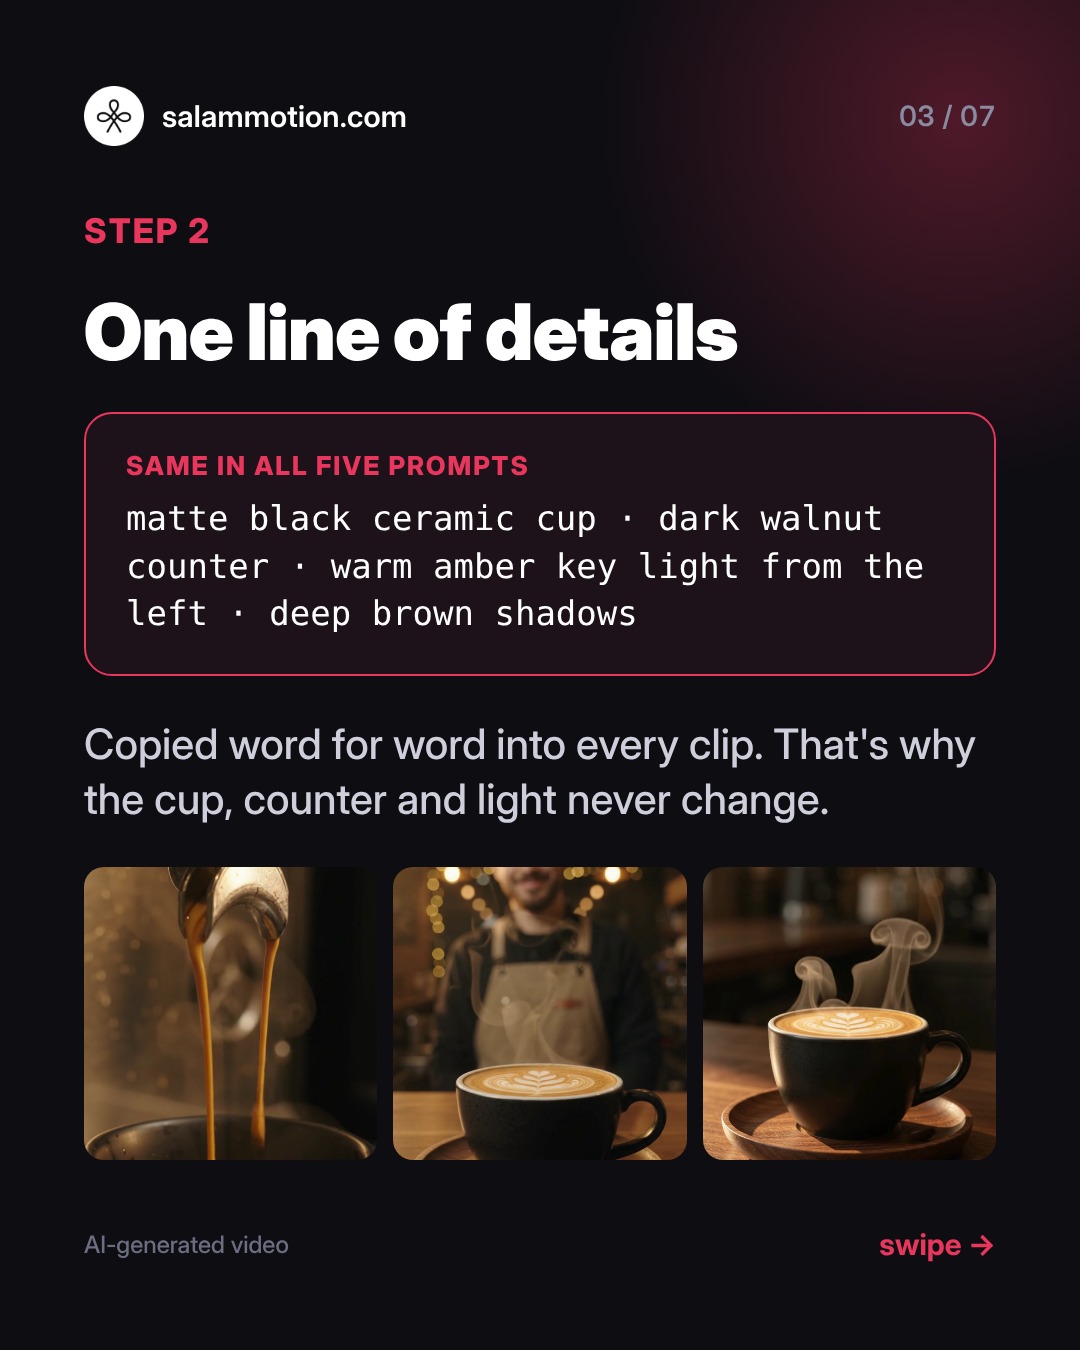 salammotion.com
03 / 07
STEP 2
One line of details
SAME IN ALL FIVE PROMPTS
matte black ceramic cup · dark walnut
counter · warm amber key light from the
left · deep brown shadows
Copied word for word into every clip. That's why
the cup, counter and light never change.
AI-generated video
swipe →